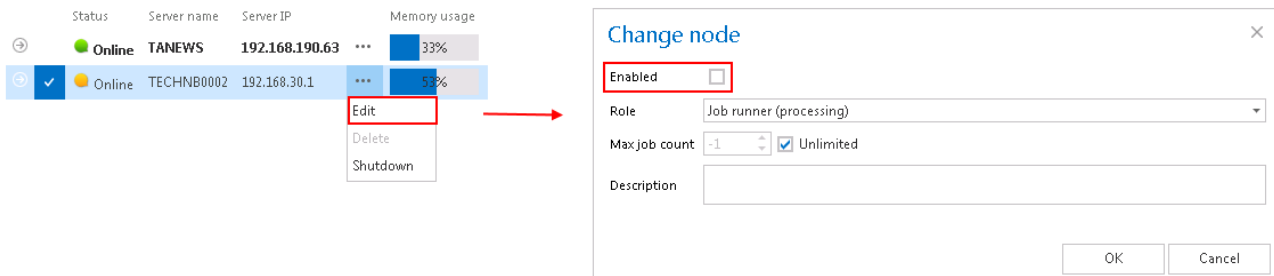 Status Server name Server IP Memory usage
Online TANEWS 192.168.190.63 ••• 33%
Online TECHNB0002 192.168.30.1 ••• 53%
Edit
Delete
Shutdown
Change node
Enabled
Role Job runner (processing)
Max job count -1 Unlimited
Description
OK Cancel